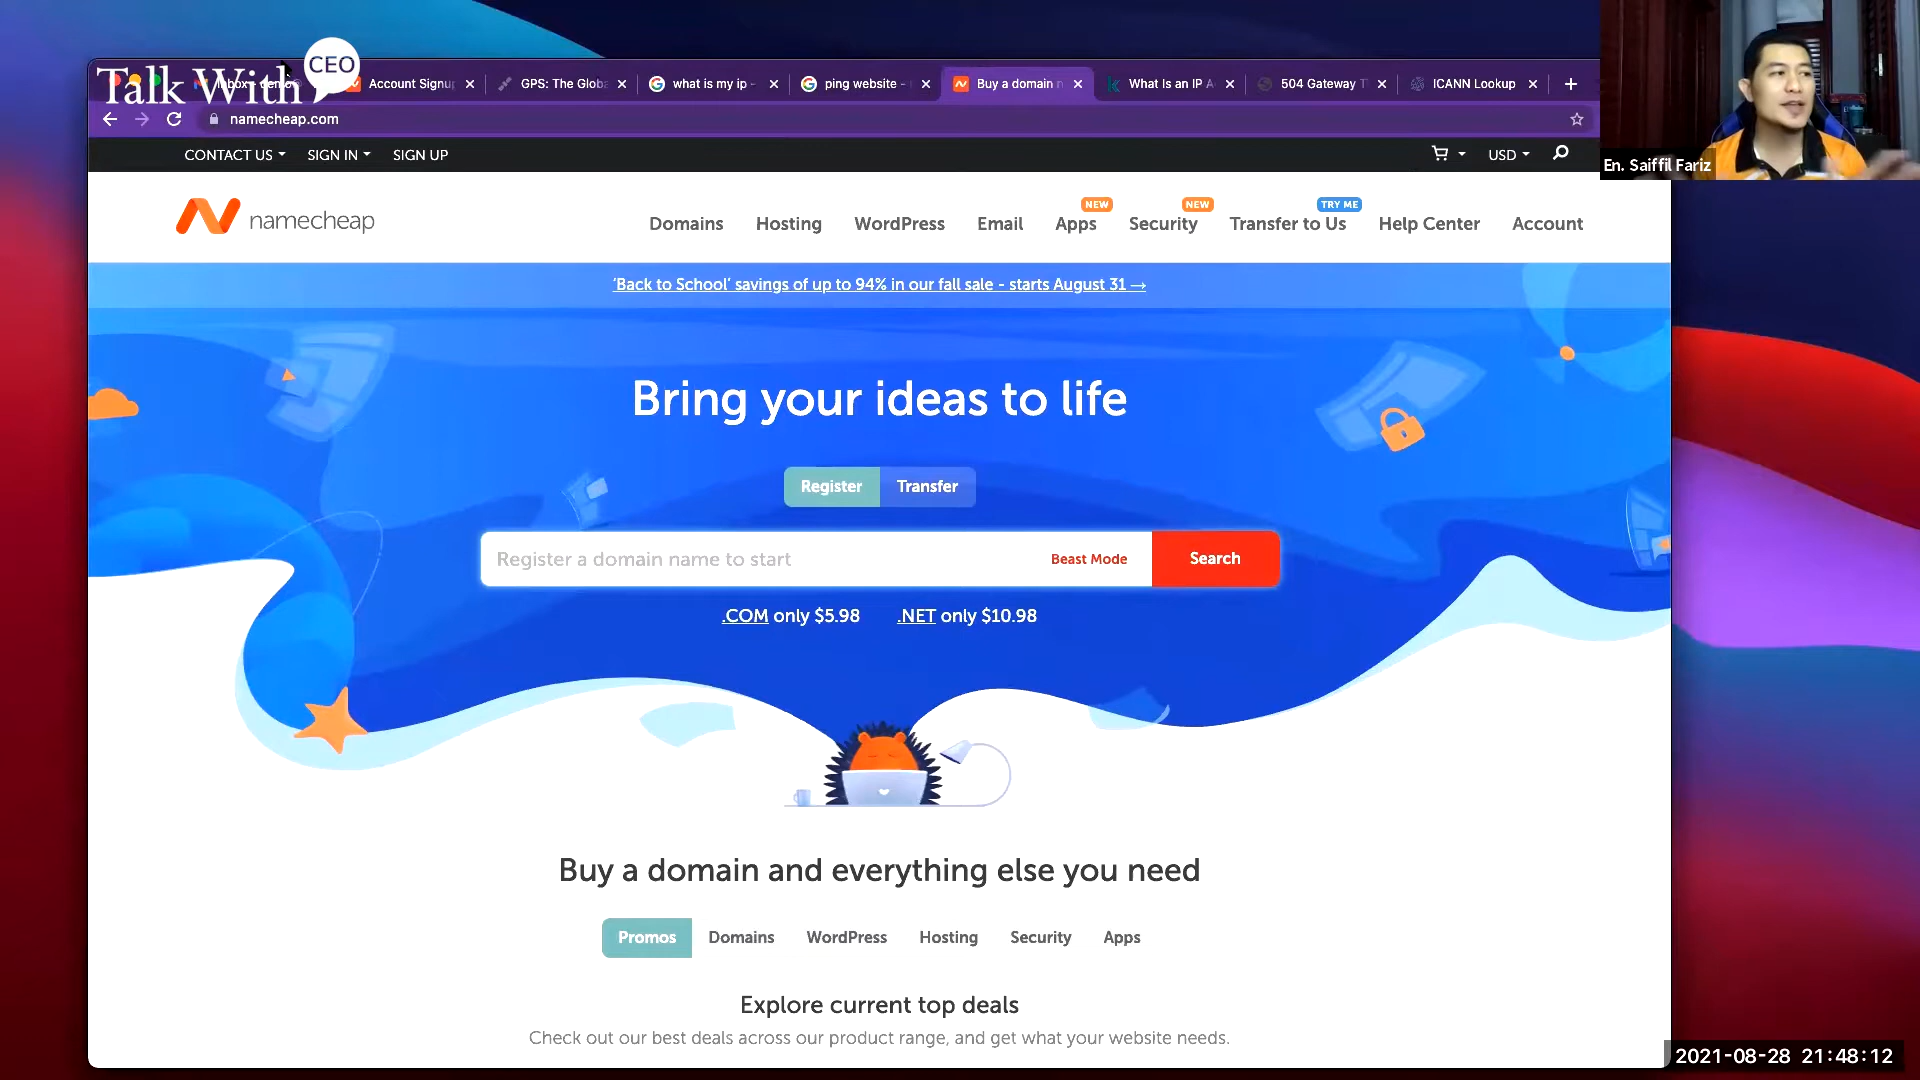 Talk With CEO
Account Signup
GPS: The Globa
what is my ip -
ping website -
Buy a domain n
What Is an IP A
504 Gateway T
ICANN Lookup
namecheap.com
CONTACT US
SIGN IN
SIGN UP
USD
En. Saiffil Fariz
namecheap
Domains
Hosting
WordPress
Email
Apps
NEW
Security
NEW
Transfer to Us
TRY ME
Help Center
Account
'Back to School' savings of up to 94% in our fall sale - starts August 31 →
Bring your ideas to life
Register
Transfer
Register a domain name to start
Beast Mode
Search
.COM only $5.98
.NET only $10.98
Buy a domain and everything else you need
Promos
Domains
WordPress
Hosting
Security
Apps
Explore current top deals
Check out our best deals across our product range, and get what your website needs.
2021-08-28 21:48:12